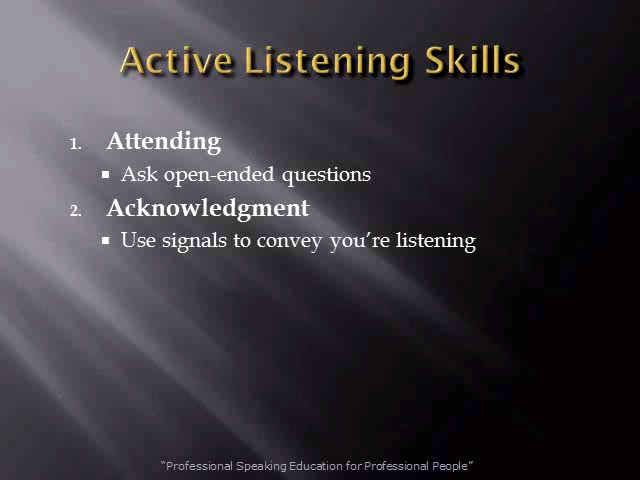 Active Listening Skills
1. Attending
▪ Ask open-ended questions
2. Acknowledgment
▪ Use signals to convey you’re listening
“Professional Speaking Education for Professional People”